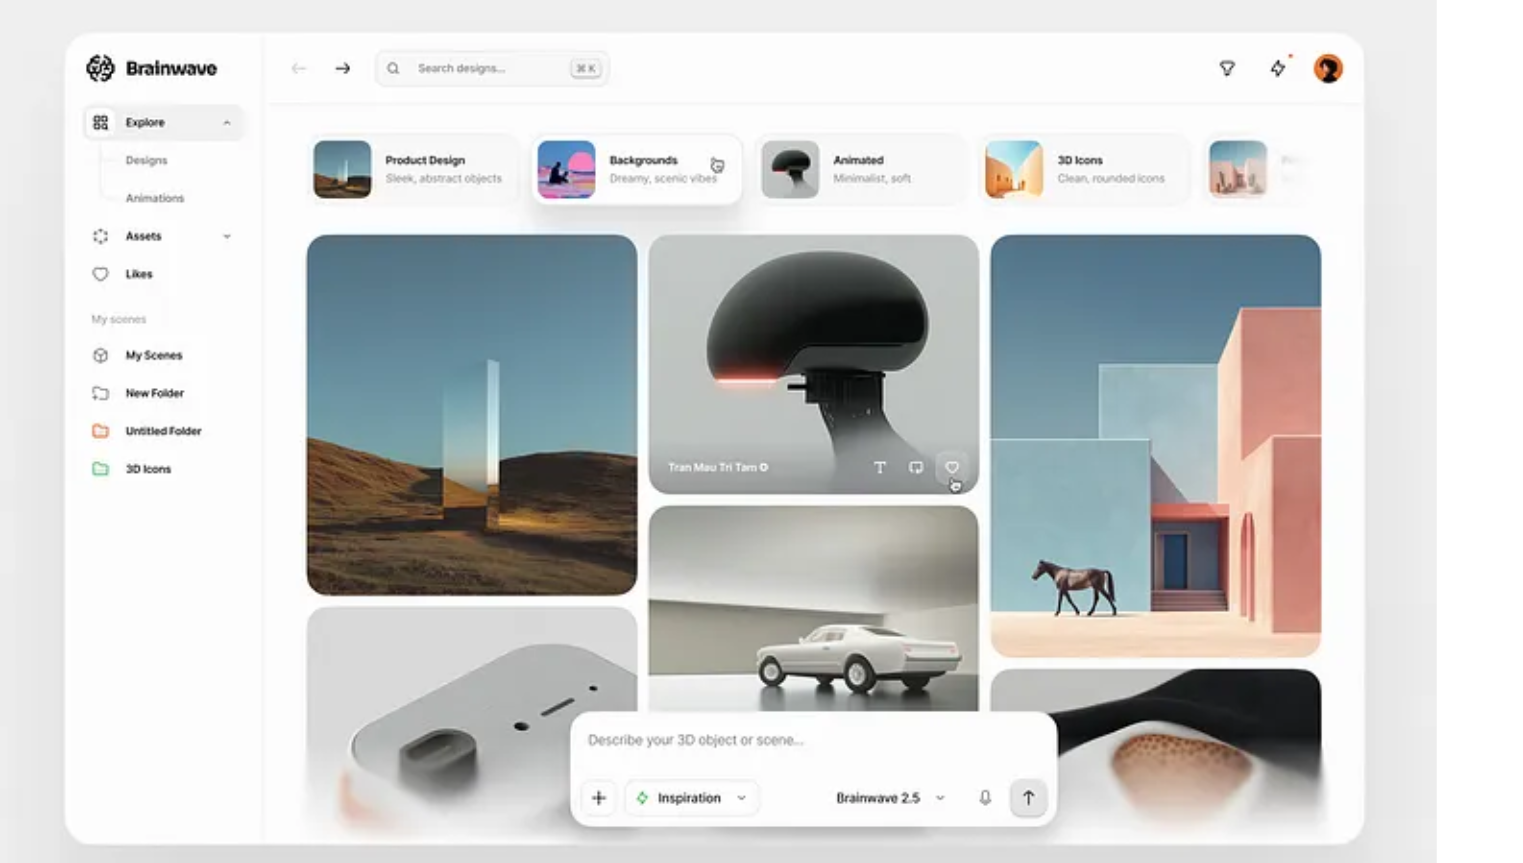 Brainwave
Search designs...
⌘ K
Explore
Designs
Animations
Assets
Likes
My scenes
My Scenes
New Folder
Untitled Folder
3D Icons
Product Design
Sleek, abstract objects
Backgrounds
Dreamy, scenic vibes
Animated
Minimalist, soft
3D Icons
Clean, rounded icons
Tran Mau Tri Tam
Describe your 3D object or scene...
Inspiration
Brainwave 2.5